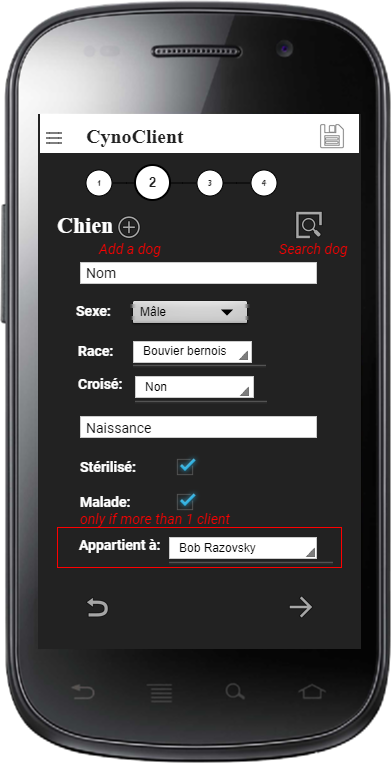 CynoClient
1 2 3 4
Chien
Add a dog Search dog
Nom
Sexe: Mâle
Race: Bouvier bernois
Croisé: Non
Naissance
Stérilisé:
Malade:
only if more than 1 client
Appartient à: Bob Razovsky